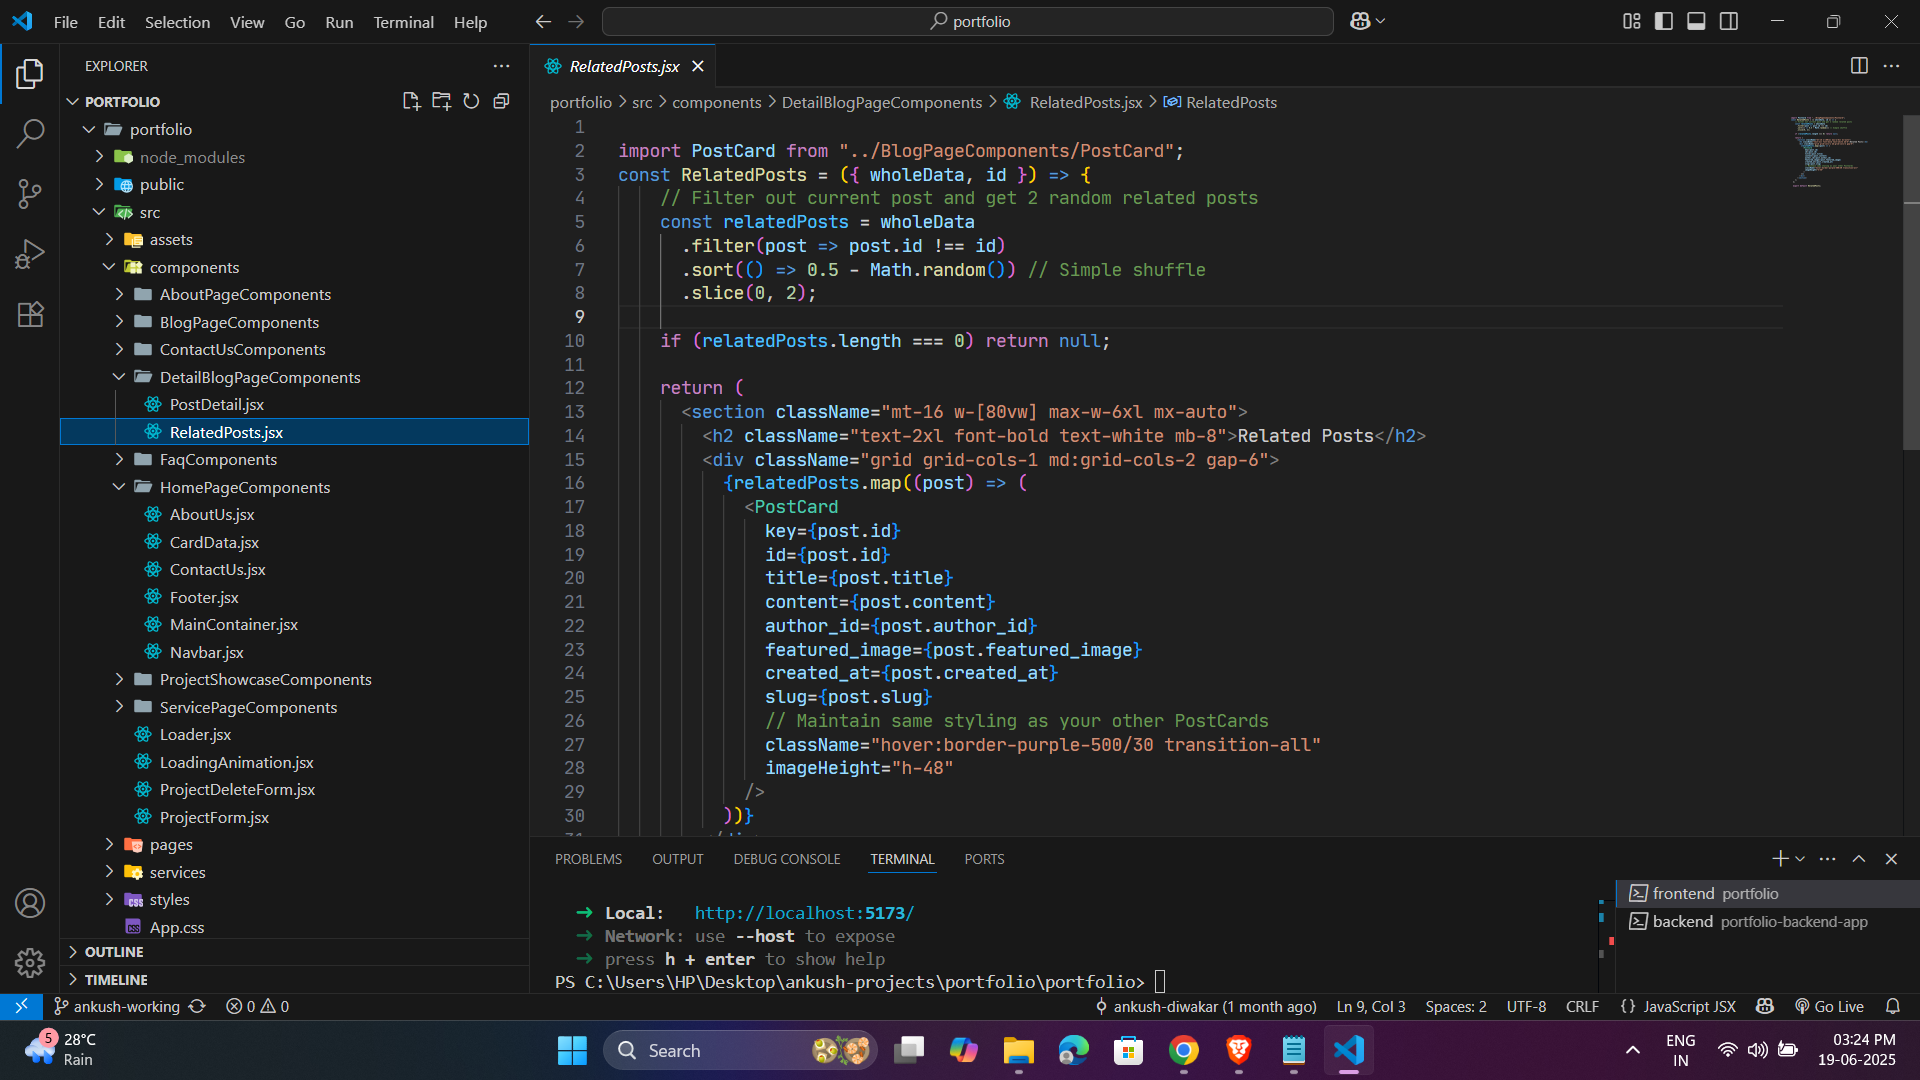 File Edit Selection View Go Run Terminal Help
portfolio
EXPLORER
PORTFOLIO
portfolio
node_modules
public
src
assets
components
AboutPageComponents
BlogPageComponents
ContactUsComponents
DetailBlogPageComponents
PostDetail.jsx
RelatedPosts.jsx
FaqComponents
HomePageComponents
AboutUs.jsx
CardData.jsx
ContactUs.jsx
Footer.jsx
MainContainer.jsx
Navbar.jsx
ProjectShowcaseComponents
ServicePageComponents
Loader.jsx
LoadingAnimation.jsx
ProjectDeleteForm.jsx
ProjectForm.jsx
pages
services
styles
App.css
OUTLINE
TIMELINE
RelatedPosts.jsx
portfolio > src > components > DetailBlogPageComponents > RelatedPosts.jsx > RelatedPosts
1
2 import PostCard from "../BlogPageComponents/PostCard";
3 const RelatedPosts = ({ wholeData, id }) => {
4 // Filter out current post and get 2 random related posts
5 const relatedPosts = wholeData
6 .filter(post => post.id !== id)
7 .sort(() => 0.5 - Math.random()) // Simple shuffle
8 .slice(0, 2);
9
10 if (relatedPosts.length === 0) return null;
11
12 return (
13 <section className="mt-16 w-[80vw] max-w-6xl mx-auto">
14 <h2 className="text-2xl font-bold text-white mb-8">Related Posts</h2>
15 <div className="grid grid-cols-1 md:grid-cols-2 gap-6">
16 {relatedPosts.map((post) => (
17 <PostCard
18 key={post.id}
19 id={post.id}
20 title={post.title}
21 content={post.content}
22 author_id={post.author_id}
23 featured_image={post.featured_image}
24 created_at={post.created_at}
25 slug={post.slug}
26 // Maintain same styling as your other PostCards
27 className="hover:border-purple-500/30 transition-all"
28 imageHeight="h-48"
29 />
30 ))}
PROBLEMS OUTPUT DEBUG CONSOLE TERMINAL PORTS
➜ Local: http://localhost:5173/
➜ Network: use --host to expose
➜ press h + enter to show help
PS C:\Users\HP\Desktop\ankush-projects\portfolio\portfolio>
frontend portfolio
backend portfolio-backend-app
ankush-working 0 0 ankush-diwakar (1 month ago) Ln 9, Col 3 Spaces: 2 UTF-8 CRLF {} JavaScript JSX Go Live
5
28°C
Rain
Search
ENG
IN
03:24 PM
19-06-2025